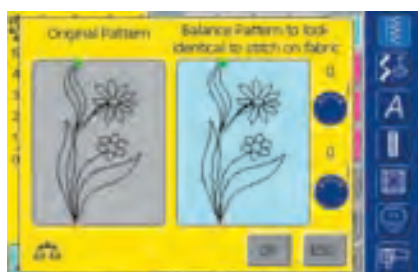 Original Pattern
Balance Pattern to look
identical to stitch on fabric
0
0
OK
ESC
A